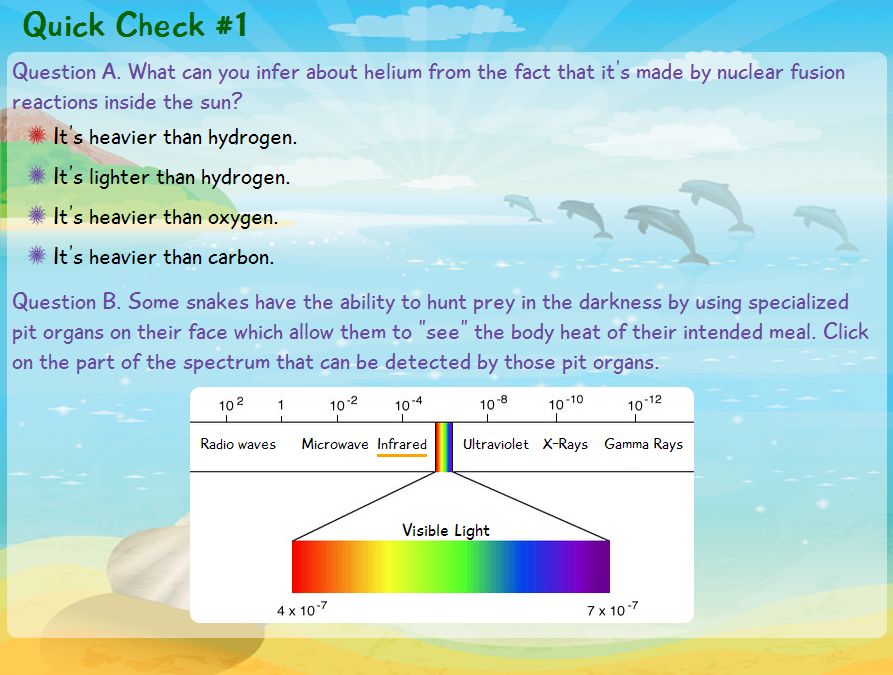 Quick Check #1
Question A. What can you infer about helium from the fact that it's made by nuclear fusion
reactions inside the sun?
It's heavier than hydrogen.
It's lighter than hydrogen.
It's heavier than oxygen.
It's heavier than carbon.
Question B. Some snakes have the ability to hunt prey in the darkness by using specialized
pit organs on their face which allow them to "see" the body heat of their intended meal. Click
on the part of the spectrum that can be detected by those pit organs.
10² 1 10⁻² 10⁻⁴ 10⁻⁸ 10⁻¹⁰ 10⁻¹²
Radio waves Microwave Infrared Ultraviolet X-Rays Gamma Rays
Visible Light
4 x 10⁻⁷ 7 x 10⁻⁷